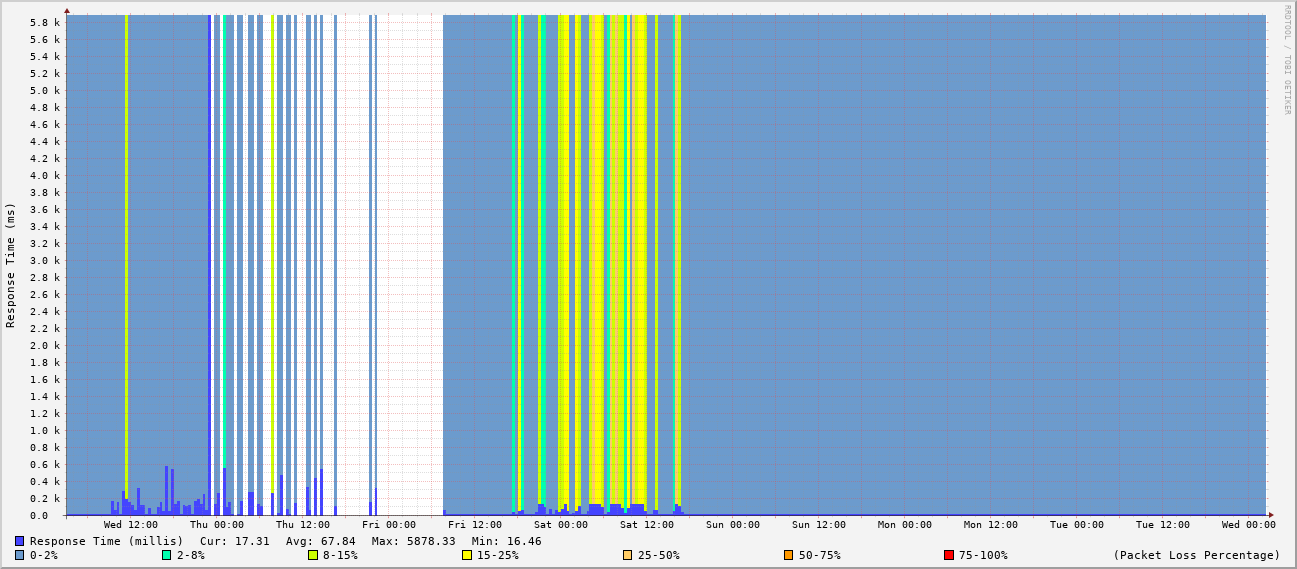 RRDTOOL / TOBI OETIKER
Response Time (ms)
5.8 k
5.6 k
5.4 k
5.2 k
5.0 k
4.8 k
4.6 k
4.4 k
4.2 k
4.0 k
3.8 k
3.6 k
3.4 k
3.2 k
3.0 k
2.8 k
2.6 k
2.4 k
2.2 k
2.0 k
1.8 k
1.6 k
1.4 k
1.2 k
1.0 k
0.8 k
0.6 k
0.4 k
0.2 k
0.0
Wed 12:00 Thu 00:00 Thu 12:00 Fri 00:00 Fri 12:00 Sat 00:00 Sat 12:00 Sun 00:00 Sun 12:00 Mon 00:00 Mon 12:00 Tue 00:00 Tue 12:00 Wed 00:00
Response Time (millis) Cur: 17.31 Avg: 67.84 Max: 5878.33 Min: 16.46
0-2% 2-8% 8-15% 15-25% 25-50% 50-75% 75-100% (Packet Loss Percentage)